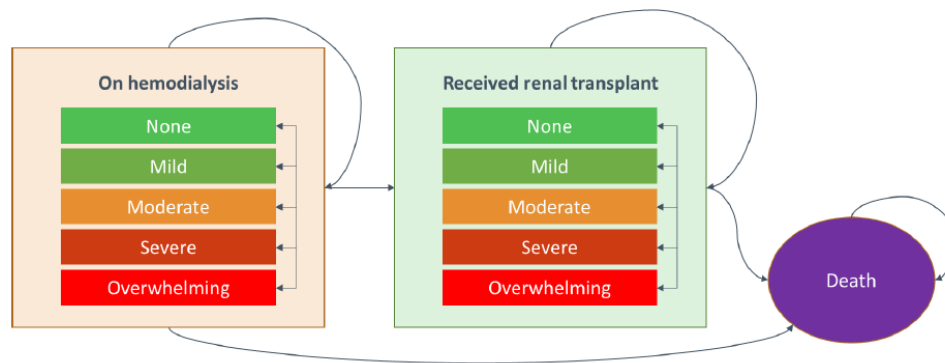 On hemodialysis
None
Mild
Moderate
Severe
Overwhelming
Received renal transplant
None
Mild
Moderate
Severe
Overwhelming
Death